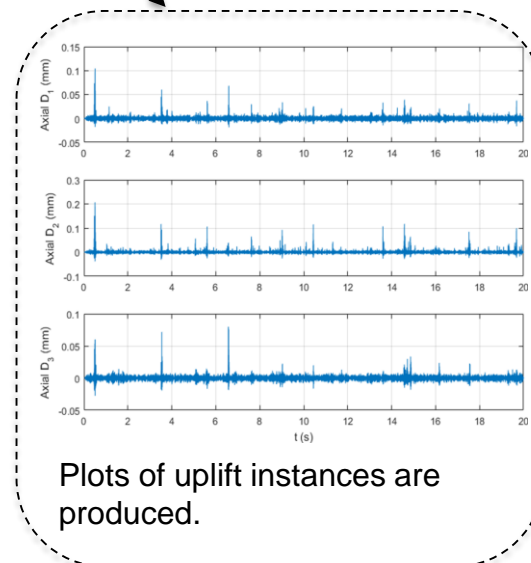 0.15
0.1
0.05
0
-0.05
Axial D1 (mm)
0 2 4 6 8 10 12 14 16 18 20
0.3
0.2
0.1
0
-0.1
Axial D2 (mm)
0 2 4 6 8 10 12 14 16 18 20
0.1
0.05
0
-0.05
Axial D3 (mm)
0 2 4 6 8 10 12 14 16 18 20
t (s)
Plots of uplift instances are
produced.